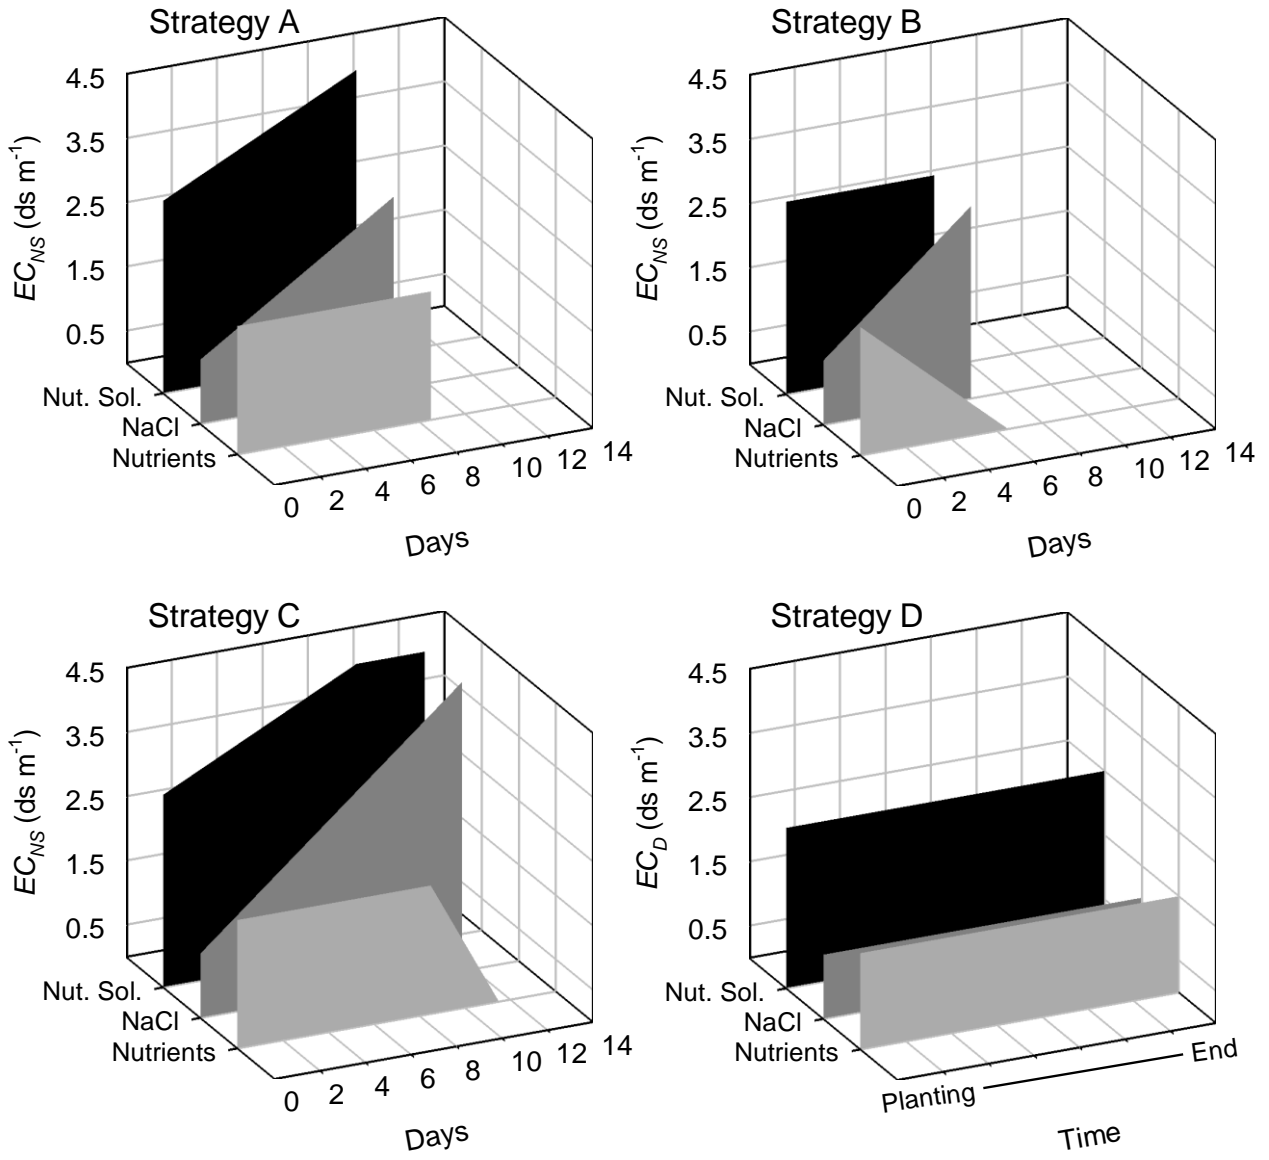 Strategy A
4.5
3.5
2.5
1.5
0.5
EC_NS (ds m⁻¹)
Nut. Sol.
NaCl
Nutrients
0 2 4 6 8 10 12 14
Days
Strategy B
4.5
3.5
2.5
1.5
0.5
EC_NS (ds m⁻¹)
Nut. Sol.
NaCl
Nutrients
0 2 4 6 8 10 12 14
Days
Strategy C
4.5
3.5
2.5
1.5
0.5
EC_NS (ds m⁻¹)
Nut. Sol.
NaCl
Nutrients
0 2 4 6 8 10 12 14
Days
Strategy D
4.5
3.5
2.5
1.5
0.5
EC_D (ds m⁻¹)
Nut. Sol.
NaCl
Nutrients
Planting End
Time